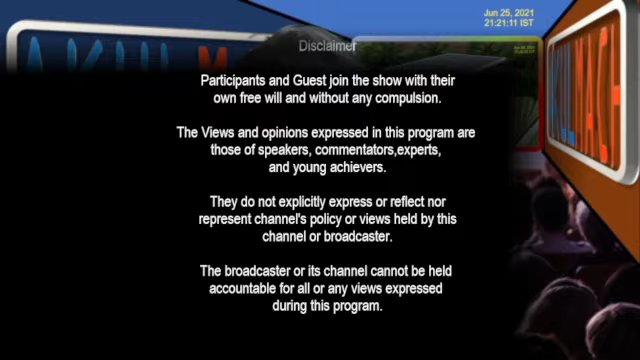 Jun 25, 2021
21:21:11 IST
Disclaimer
Participants and Guest join the show with their
own free will and without any compulsion.
The Views and opinions expressed in this program are
those of speakers, commentators,experts,
and young achievers.
They do not explicitly express or reflect nor
represent channel's policy or views held by this
channel or broadcaster.
The broadcaster or its channel cannot be held
accountable for all or any views expressed
during this program.